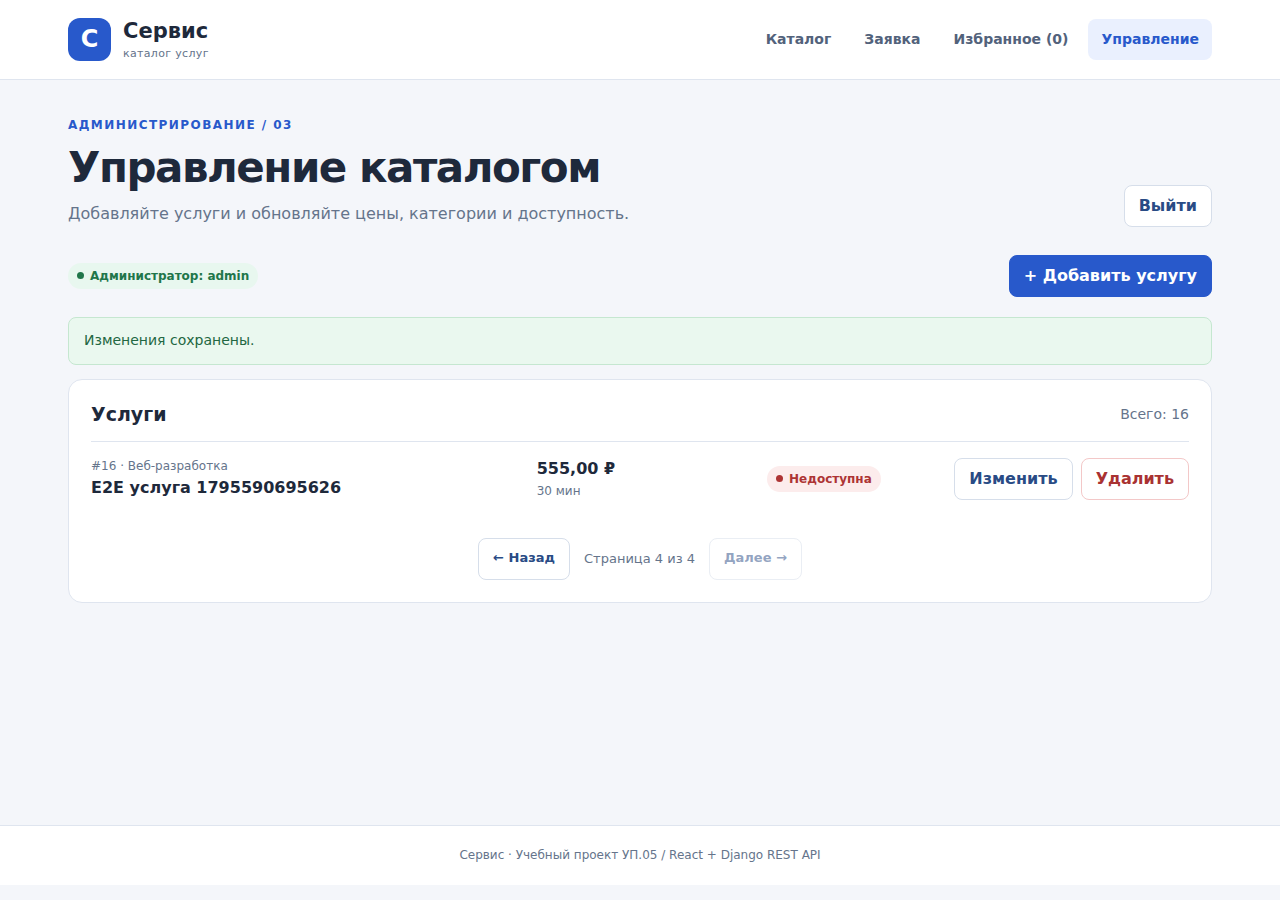 С
Сервис
каталог услуг
Каталог
Заявка
Избранное (0)
Управление
АДМИНИСТРИРОВАНИЕ / 03
Управление каталогом
Добавляйте услуги и обновляйте цены, категории и доступность.
Выйти
Администратор: admin
+ Добавить услугу
Изменения сохранены.
Услуги
Всего: 16
#16 · Веб-разработка
E2E услуга 1795590695626
555,00 ₽
30 мин
Недоступна
Изменить
Удалить
← Назад
Страница 4 из 4
Далее →
Сервис · Учебный проект УП.05 / React + Django REST API